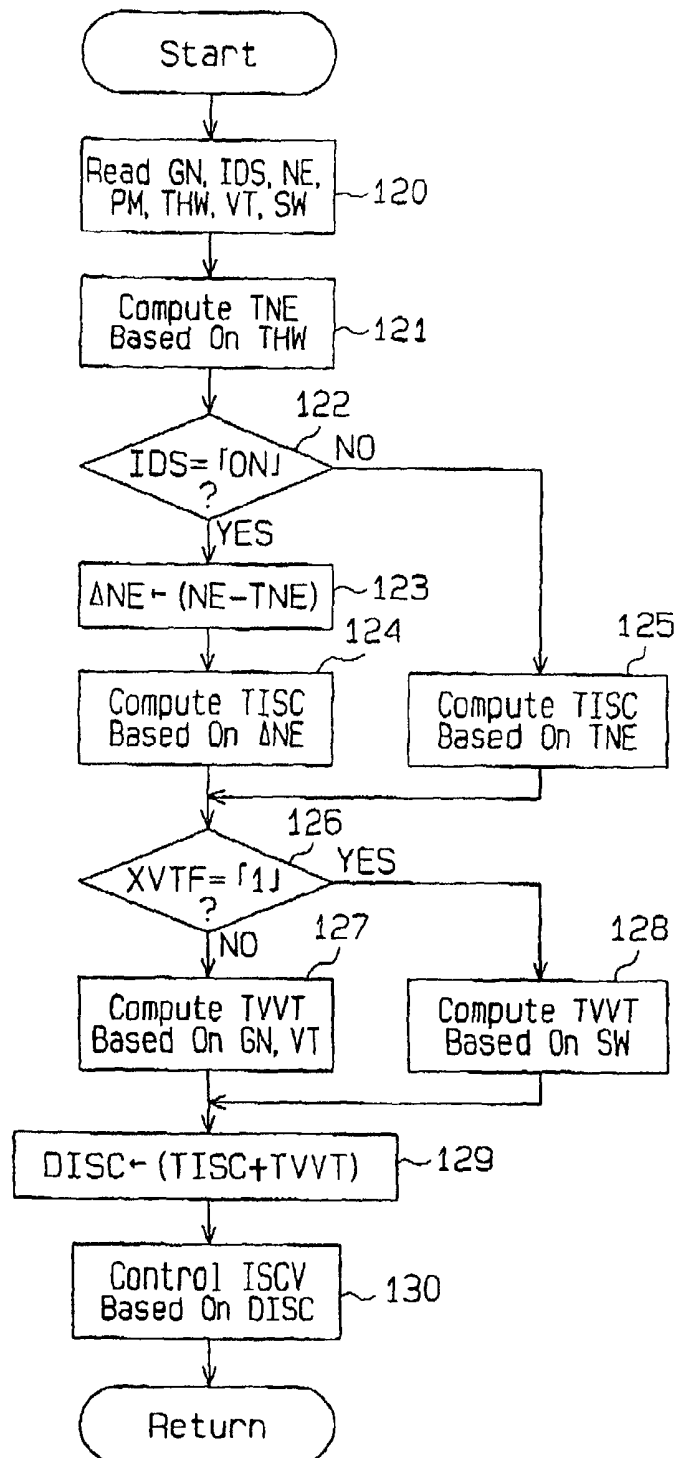 Start
Read GN, IDS, NE,
PM, THW, VT, SW
120
Compute TNE
Based On THW
121
122
IDS=「ON」
?
NO
YES
ΔNE←(NE-TNE)
123
124
Compute TISC
Based On ΔNE
125
Compute TISC
Based On TNE
126
XVTF=「1」
?
YES
NO
127
Compute TVVT
Based On GN, VT
128
Compute TVVT
Based On SW
DISC←(TISC+TVVT)
129
Control ISCV
Based On DISC
130
Return